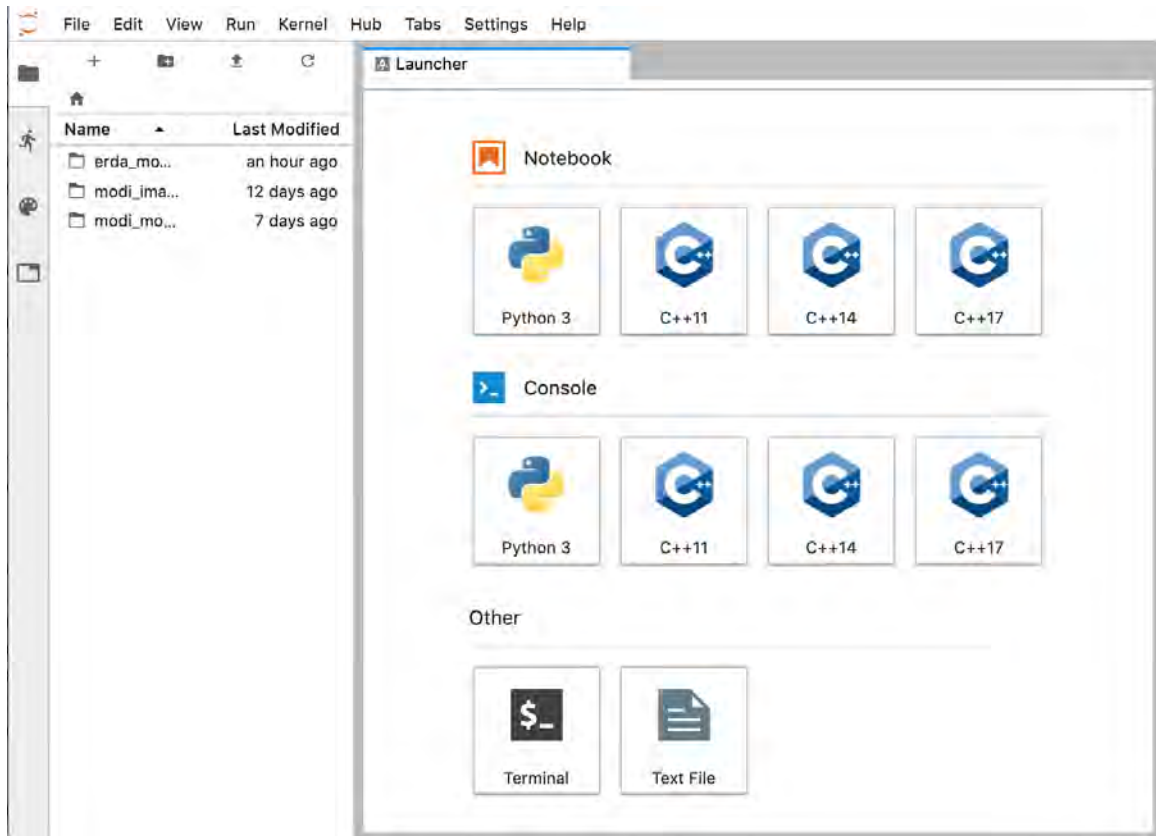 File Edit View Run Kernel Hub Tabs Settings Help
Launcher
Name Last Modified
erda_mo... an hour ago
modi_ima... 12 days ago
modi_mo... 7 days ago
Notebook
Python 3 C++11 C++14 C++17
Console
Python 3 C++11 C++14 C++17
Other
$_
Terminal Text File